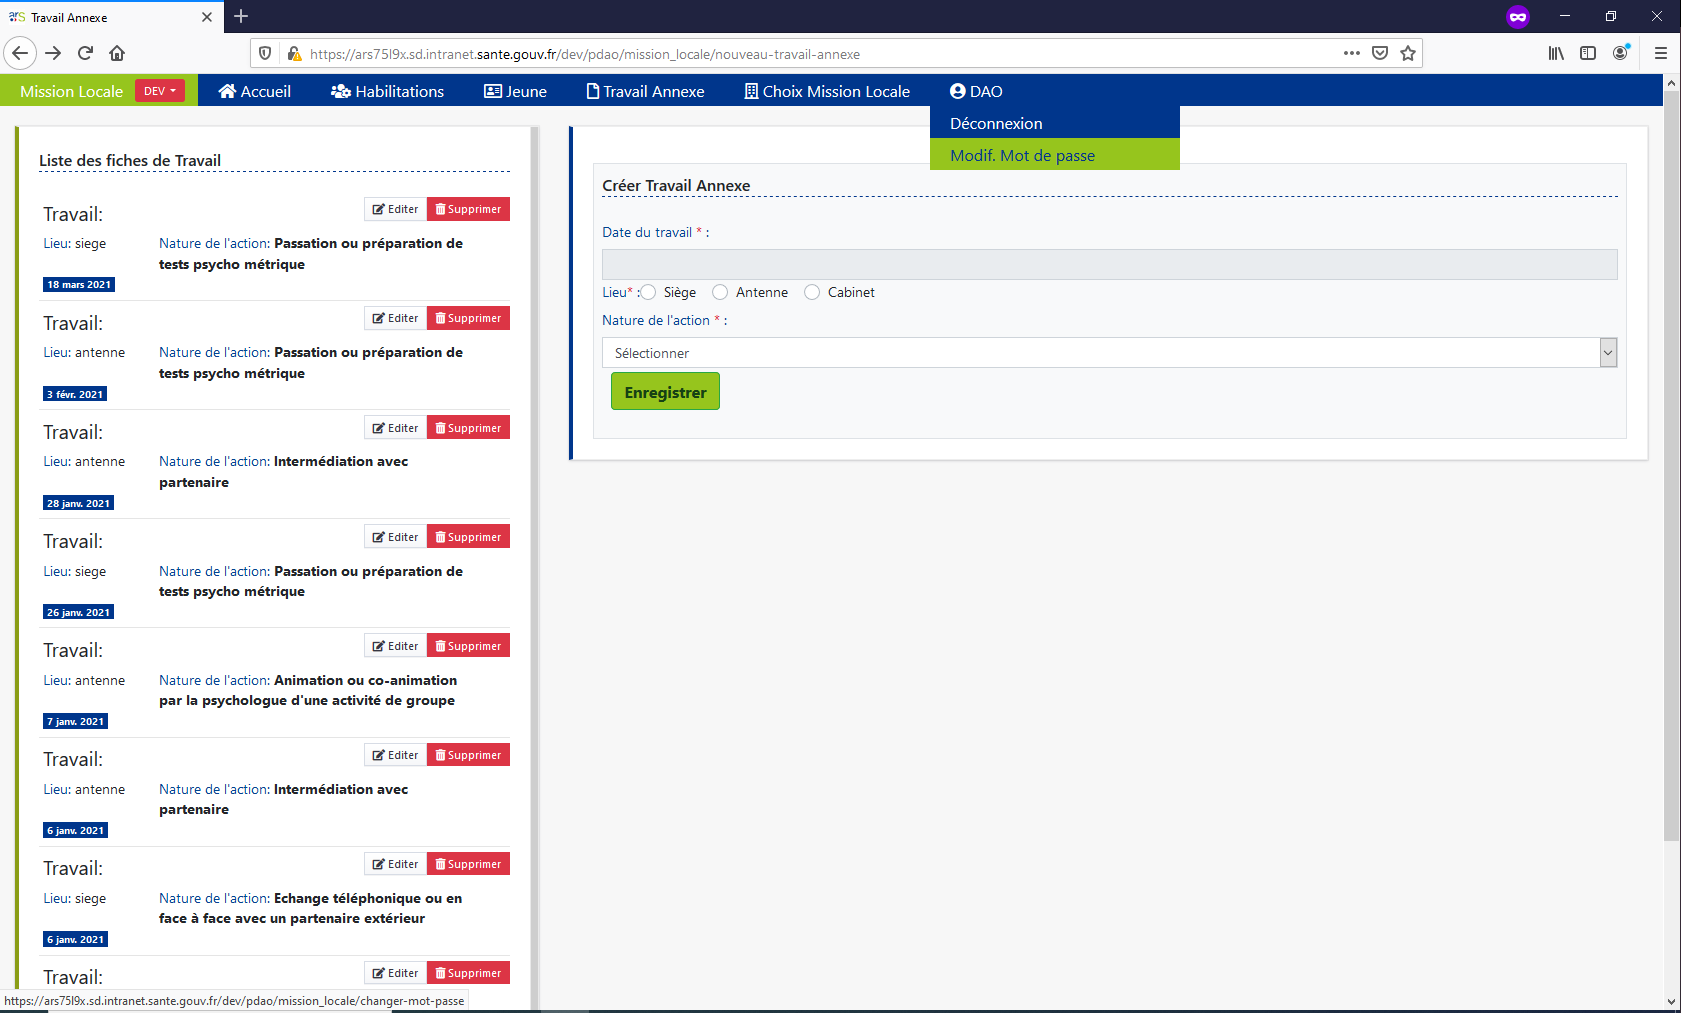 Travail Annexe
https://ars75l9x.sd.intranet.sante.gouv.fr/dev/pdao/mission_locale/nouveau-travail-annexe
Mission Locale DEV Accueil Habilitations Jeune Travail Annexe Choix Mission Locale DAO
Déconnexion
Modif. Mot de passe
Liste des fiches de Travail
Travail: Editer Supprimer
Lieu: siege Nature de l'action: Passation ou préparation de
tests psycho métrique
18 mars 2021
Travail: Editer Supprimer
Lieu: antenne Nature de l'action: Passation ou préparation de
tests psycho métrique
3 févr. 2021
Travail: Editer Supprimer
Lieu: antenne Nature de l'action: Intermédiation avec
partenaire
28 janv. 2021
Travail: Editer Supprimer
Lieu: siege Nature de l'action: Passation ou préparation de
tests psycho métrique
26 janv. 2021
Travail: Editer Supprimer
Lieu: antenne Nature de l'action: Animation ou co-animation
par la psychologue d'une activité de groupe
7 janv. 2021
Travail: Editer Supprimer
Lieu: antenne Nature de l'action: Intermédiation avec
partenaire
6 janv. 2021
Travail: Editer Supprimer
Lieu: siege Nature de l'action: Echange téléphonique ou en
face à face avec un partenaire extérieur
6 janv. 2021
Travail: Editer Supprimer
Créer Travail Annexe
Date du travail * :
Lieu* : Siège Antenne Cabinet
Nature de l'action * :
Sélectionner
Enregistrer
https://ars75l9x.sd.intranet.sante.gouv.fr/dev/pdao/mission_locale/changer-mot-passe